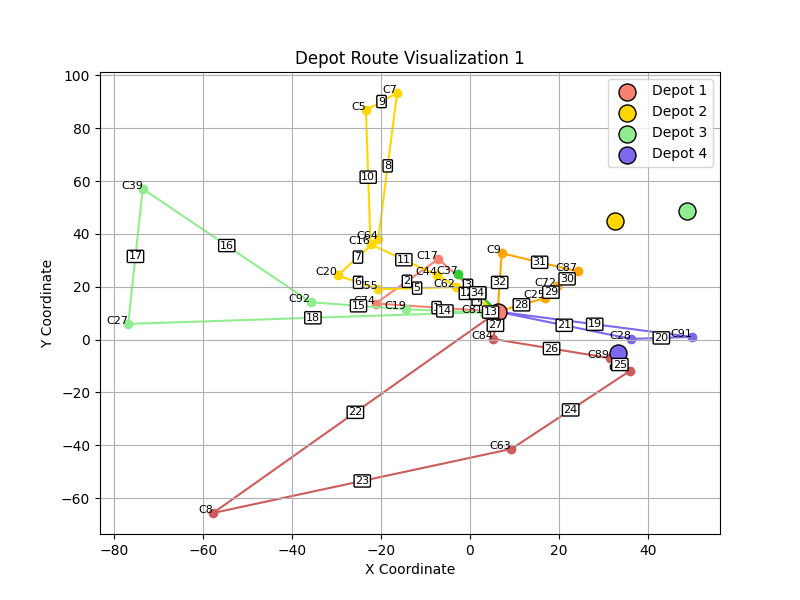 Depot Route Visualization 1
100
80
60
40
20
0
−20
−40
−60
Y Coordinate
−80
−60
−40
−20
0
20
40
X Coordinate
Depot 1
Depot 2
Depot 3
Depot 4
C7
C5
9
8
10
C39
C64
C16
17
16
7
11
C17
C9
31
C87
C20
C44
C37
30
6
2
C62
32
C72
5
34
29
C92
C25
15
C74
C19
14
28
13
18
C27
27
21
19
C84
C28
20
C91
26
C89
25
22
24
C63
23
C8